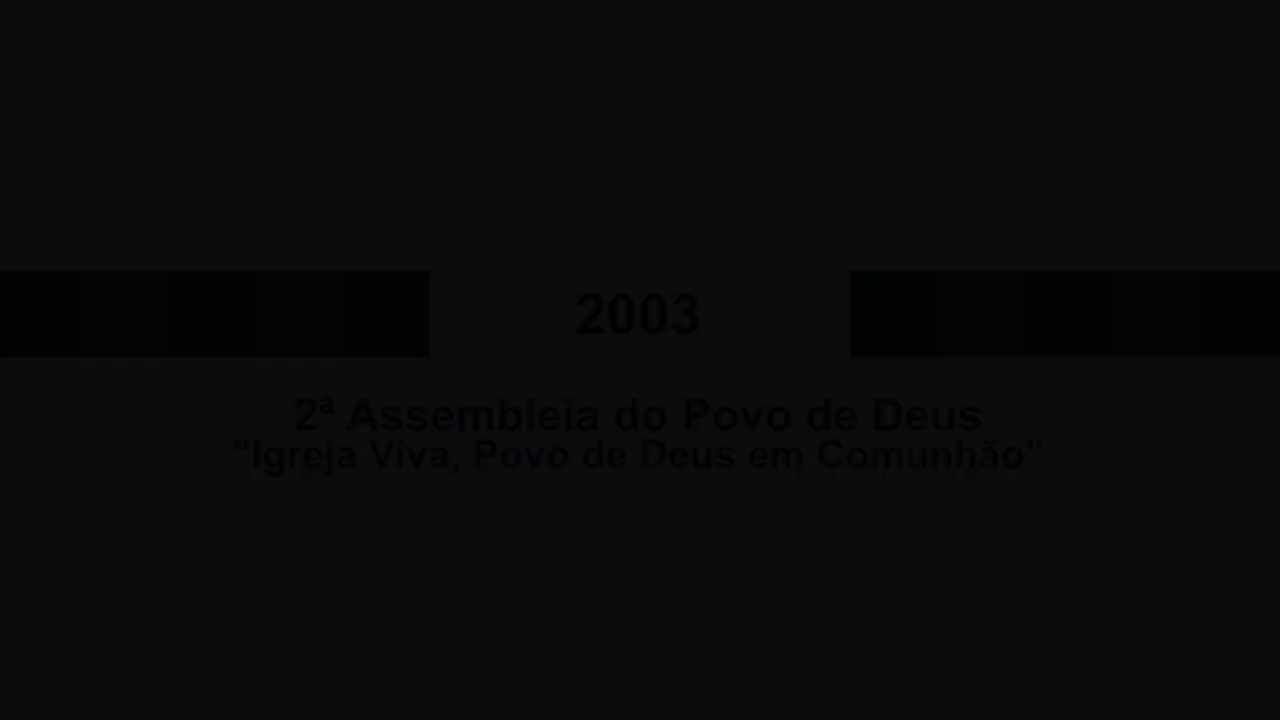 2003
2ª Assembleia do Povo de Deus
"Igreja Viva, Povo de Deus em Comunhão"